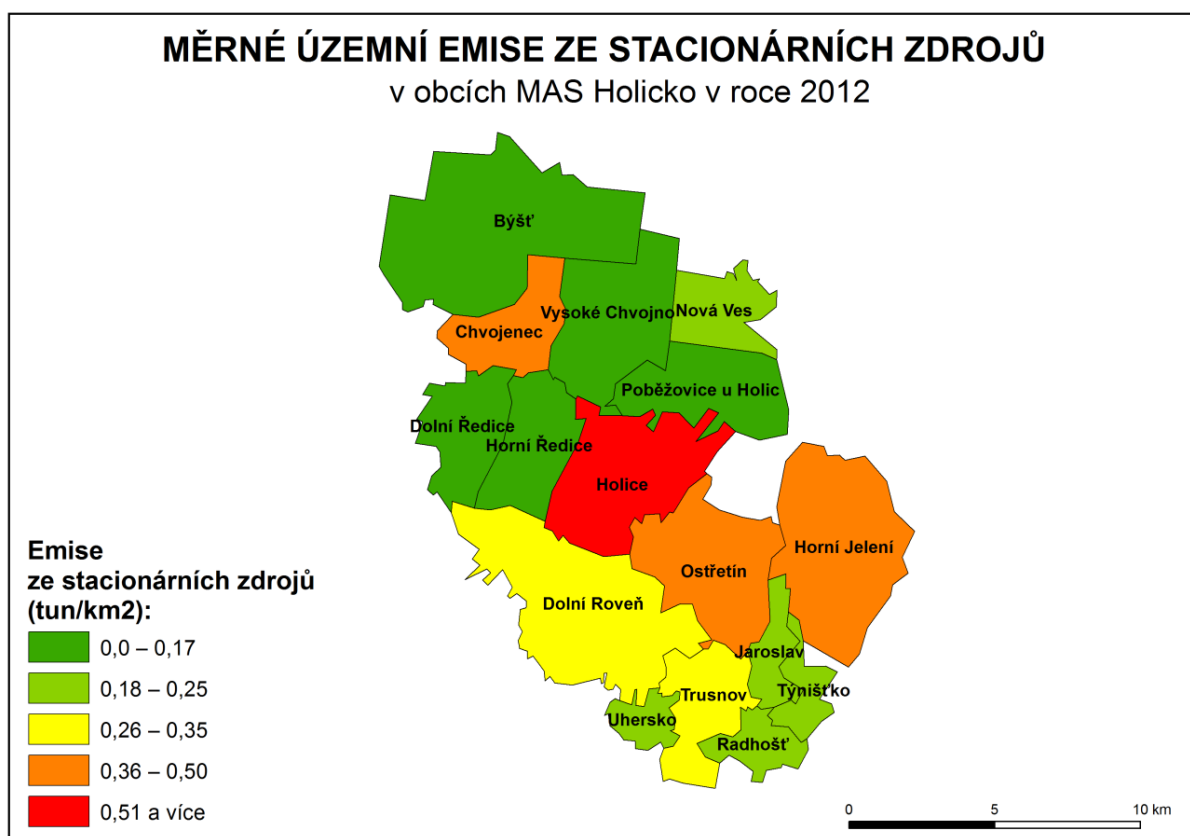 MĚRNÉ ÚZEMNÍ EMISE ZE STACIONÁRNÍCH ZDROJŮ
v obcích MAS Holicko v roce 2012
Býšť
Vysoké Chvojno
Nová Ves
Chvojenec
Poběžovice u Holic
Dolní Ředice
Horní Ředice
Holice
Horní Jelení
Ostřetín
Dolní Roveň
Jaroslav
Týnišťko
Trusnov
Uhersko
Radhošť
Emise
ze stacionárních zdrojů
(tun/km2):
0,0 – 0,17
0,18 – 0,25
0,26 – 0,35
0,36 – 0,50
0,51 a více
0 5 10 km